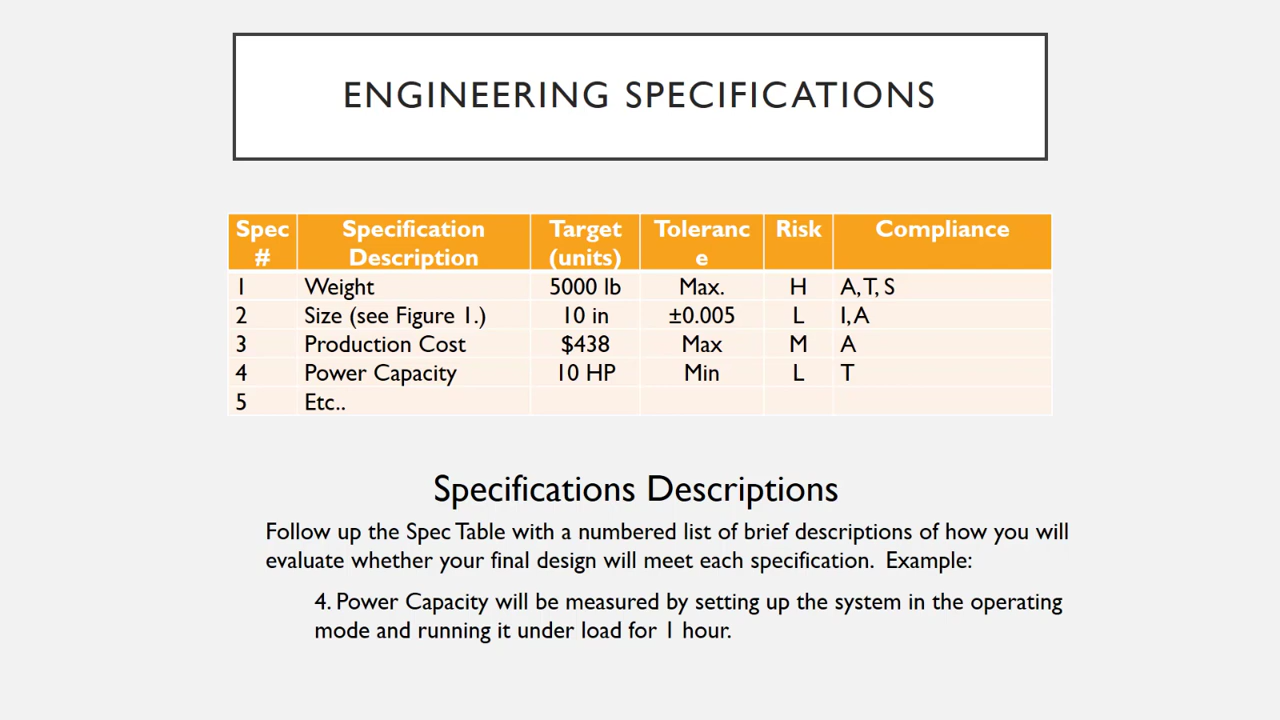 ENGINEERING SPECIFICATIONS
Spec # Specification Description Target (units) Toleranc e Risk Compliance
1 Weight 5000 lb Max. H A, T, S
2 Size (see Figure 1.) 10 in ±0.005 L I, A
3 Production Cost $438 Max M A
4 Power Capacity 10 HP Min L T
5 Etc..
Specifications Descriptions
Follow up the Spec Table with a numbered list of brief descriptions of how you will
evaluate whether your final design will meet each specification. Example:
4. Power Capacity will be measured by setting up the system in the operating
mode and running it under load for 1 hour.